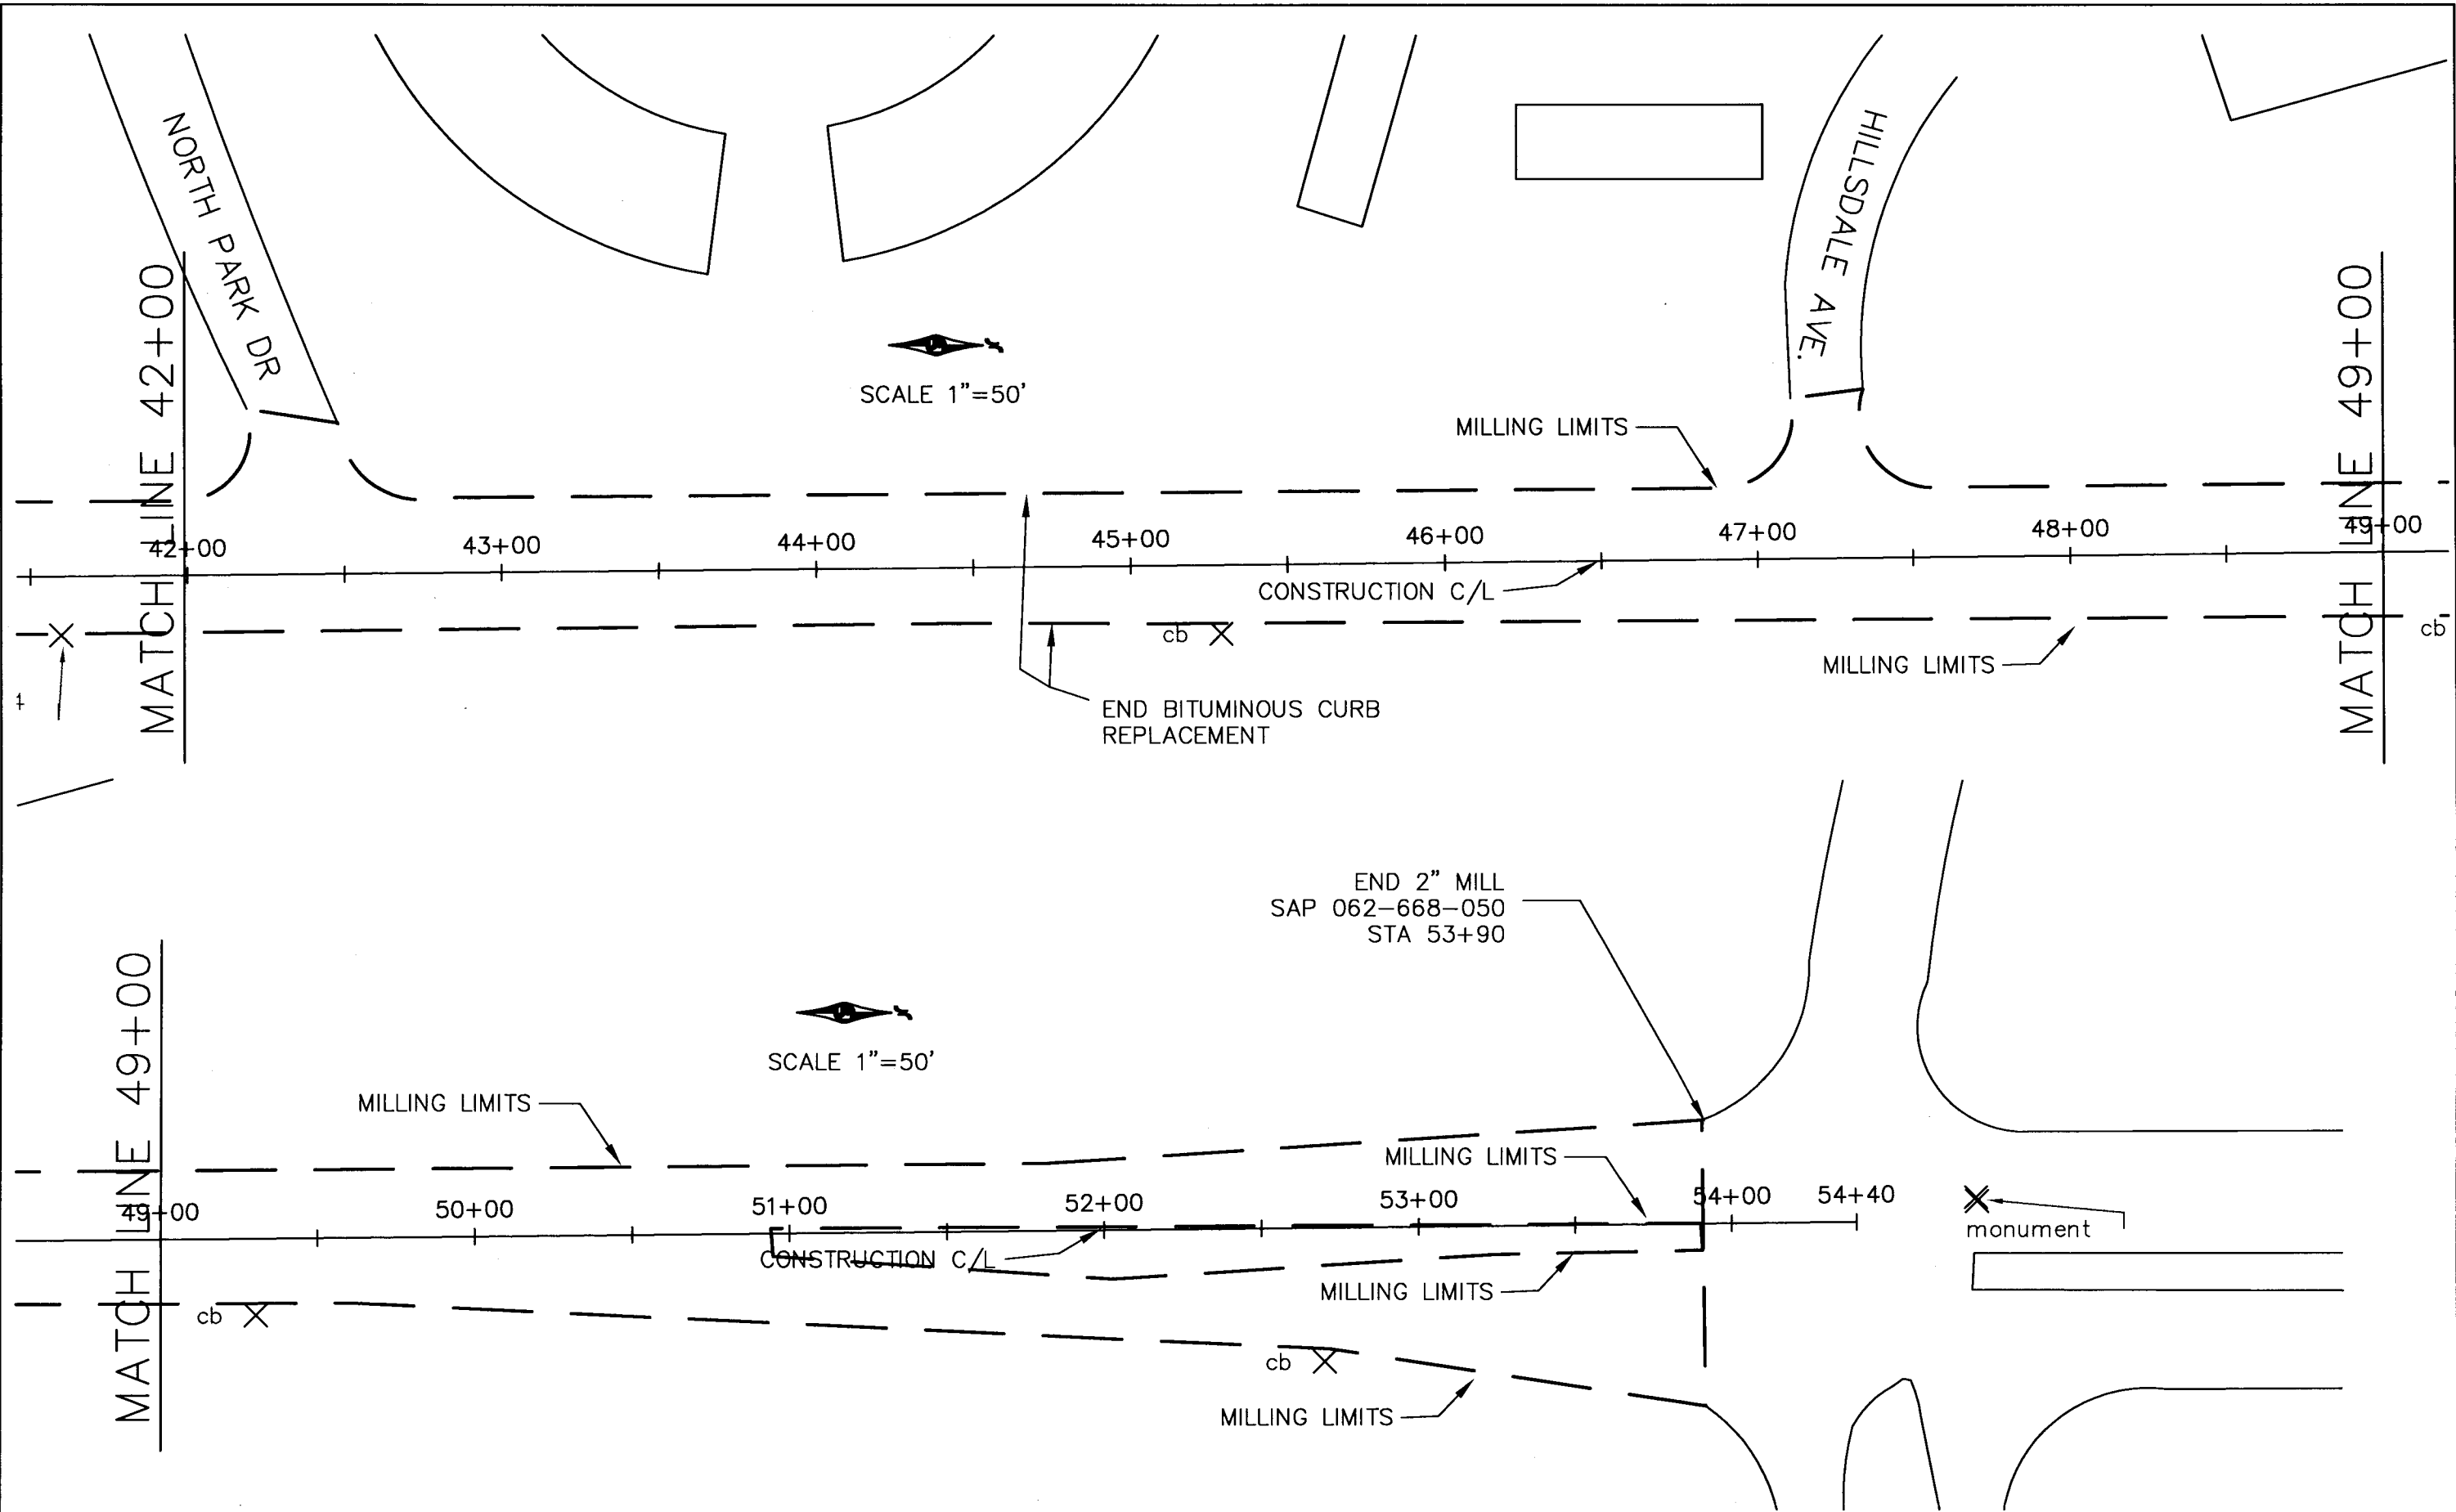 NORTH PARK DR
HILLSDALE AVE.
MATCH LINE 42+00
MATCH LINE 49+00
SCALE 1"=50'
MILLING LIMITS
42+00
43+00
44+00
45+00
46+00
47+00
48+00
49+00
CONSTRUCTION C/L
cb
cb
MILLING LIMITS
END BITUMINOUS CURB
REPLACEMENT
END 2" MILL
SAP 062-668-050
STA 53+90
MATCH LINE 49+00
SCALE 1"=50'
MILLING LIMITS
MILLING LIMITS
49+00
50+00
51+00
52+00
53+00
54+00
54+40
monument
CONSTRUCTION C/L
MILLING LIMITS
cb
cb
MILLING LIMITS